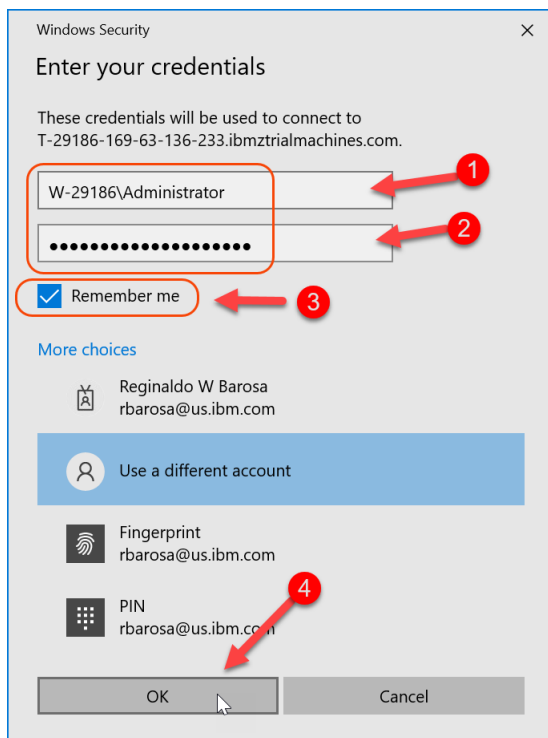 Windows Security
Enter your credentials
These credentials will be used to connect to
T-29186-169-63-136-233.ibmztrialmachines.com.
W-29186\Administrator
1
●●●●●●●●●●●●●●●●●●●●
2
Remember me
3
More choices
Reginaldo W Barosa
rbarosa@us.ibm.com
Use a different account
Fingerprint
rbarosa@us.ibm.com
4
PIN
rbarosa@us.ibm.com
OK
Cancel